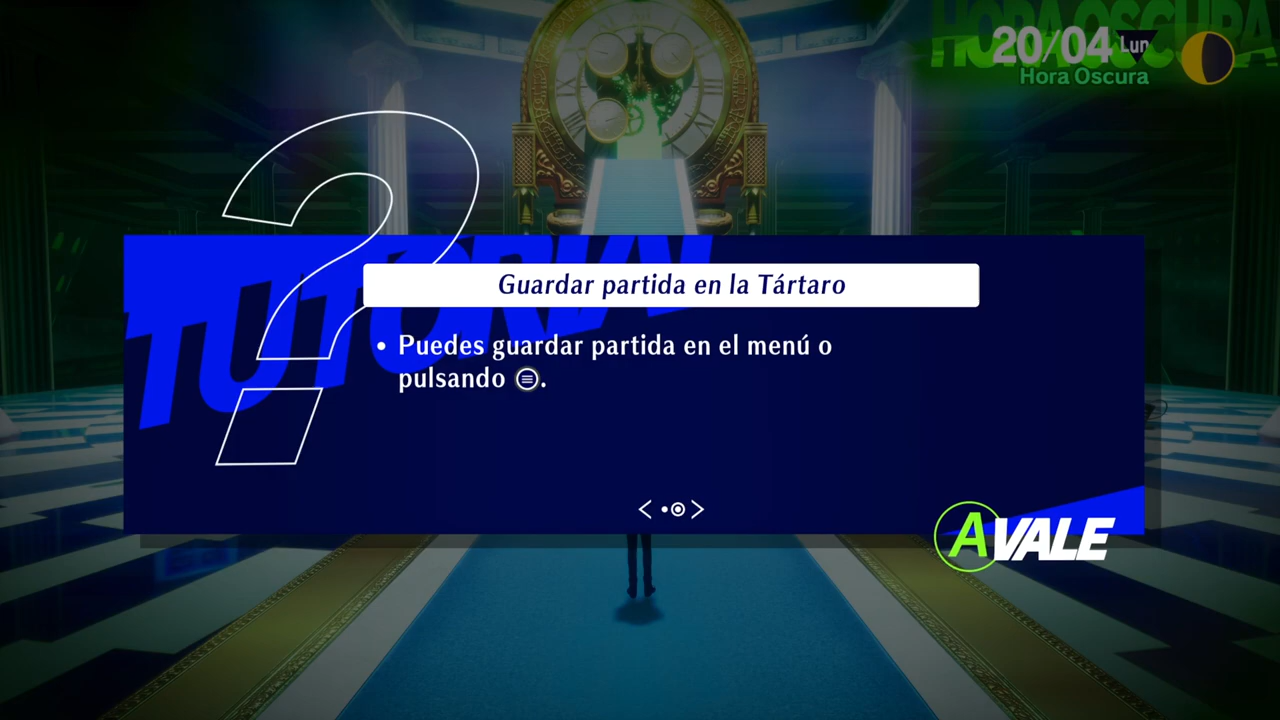 HORA OSCURA
20/04 Lun
Hora Oscura
TUTORIAL
?
Guardar partida en la Tártaro
• Puedes guardar partida en el menú o
pulsando ≡.
A VALE